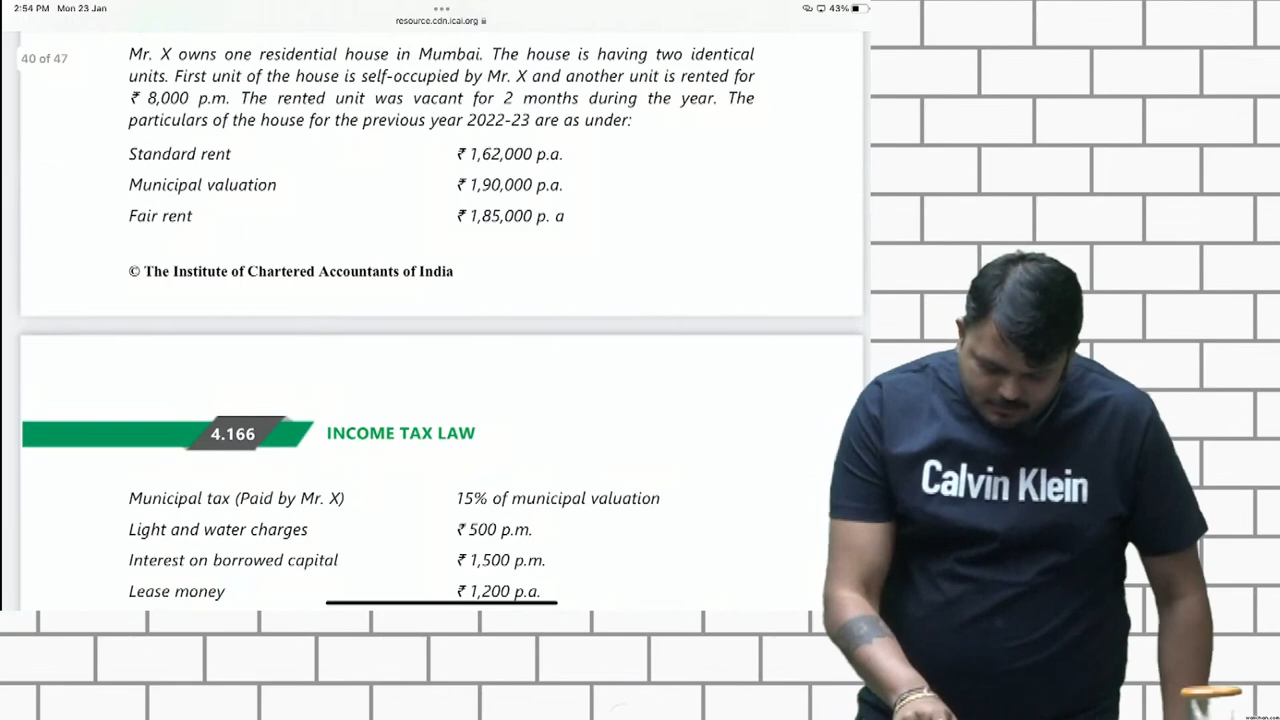 2:54 PM Mon 23 Jan
43%
resource.cdn.icai.org
40 of 47
Mr. X owns one residential house in Mumbai. The house is having two identical
units. First unit of the house is self-occupied by Mr. X and another unit is rented for
₹ 8,000 p.m. The rented unit was vacant for 2 months during the year. The
particulars of the house for the previous year 2022-23 are as under:
Standard rent ₹ 1,62,000 p.a.
Municipal valuation ₹ 1,90,000 p.a.
Fair rent ₹ 1,85,000 p. a
© The Institute of Chartered Accountants of India
4.166 INCOME TAX LAW
Municipal tax (Paid by Mr. X) 15% of municipal valuation
Light and water charges ₹ 500 p.m.
Interest on borrowed capital ₹ 1,500 p.m.
Lease money ₹ 1,200 p.a.
Calvin Klein